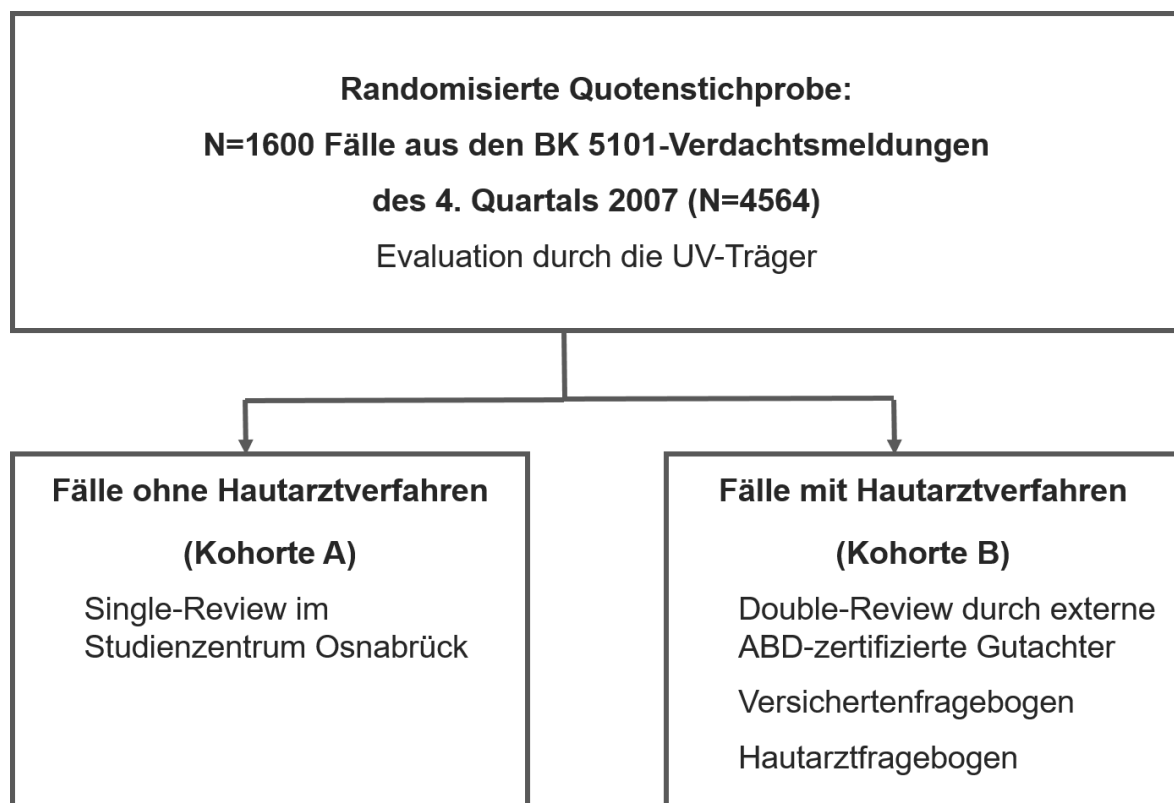 Randomisierte Quotenstichprobe:
N=1600 Fälle aus den BK 5101-Verdachtsmeldungen
des 4. Quartals 2007 (N=4564)
Evaluation durch die UV-Träger
Fälle ohne Hautarztverfahren
(Kohorte A)
Single-Review im
Studienzentrum Osnabrück
Fälle mit Hautarztverfahren
(Kohorte B)
Double-Review durch externe
ABD-zertifizierte Gutachter
Versichertenfragebogen
Hautarztfragebogen